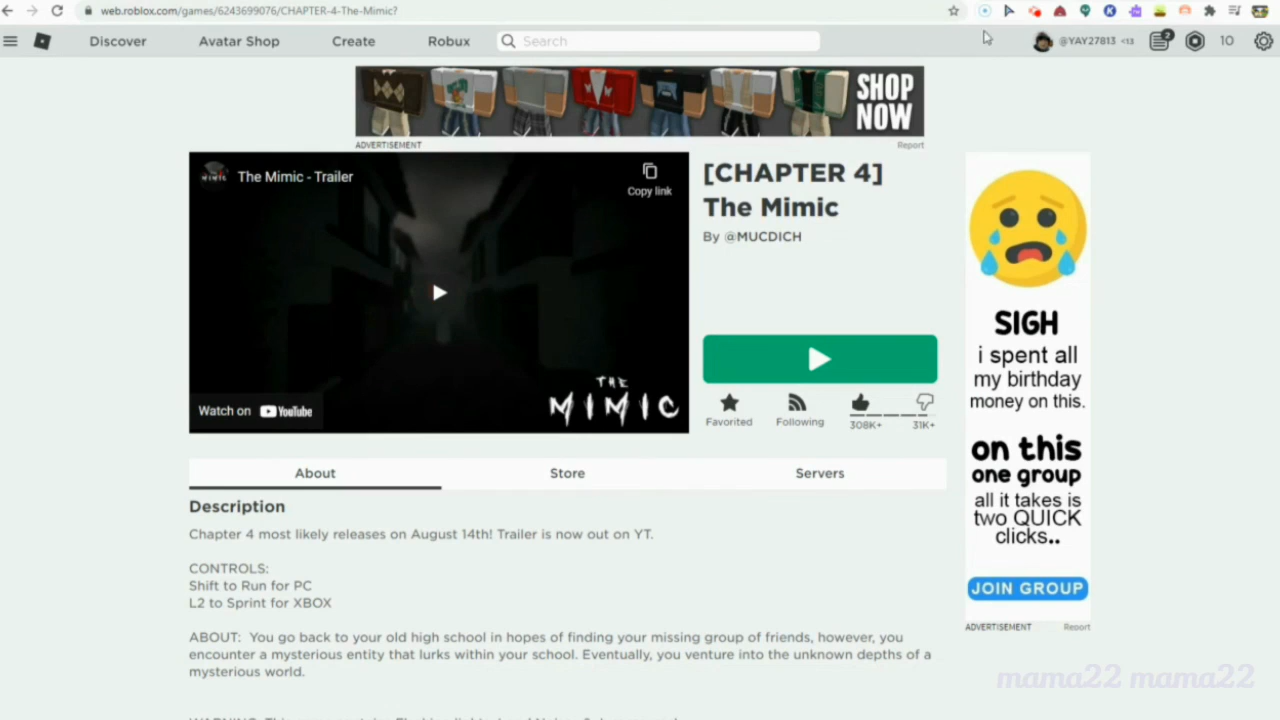 web.roblox.com/games/6243699076/CHAPTER-4-The-Mimic?
Discover
Avatar Shop
Create
Robux
Search
@YAY27813 <13
2
10
SHOP
NOW
ADVERTISEMENT
Report
The Mimic - Trailer
Copy link
THE
MIMIC
Watch on YouTube
[CHAPTER 4]
The Mimic
By @MUCDICH
Favorited
Following
308K+
31K+
SIGH
i spent all
my birthday
money on this.
on this
one group
all it takes is
two QUICK
clicks..
JOIN GROUP
ADVERTISEMENT
Report
About
Store
Servers
Description
Chapter 4 most likely releases on August 14th! Trailer is now out on YT.
CONTROLS:
Shift to Run for PC
L2 to Sprint for XBOX
ABOUT: You go back to your old high school in hopes of finding your missing group of friends, however, you
encounter a mysterious entity that lurks within your school. Eventually, you venture into the unknown depths of a
mysterious world.
mama22 mama22